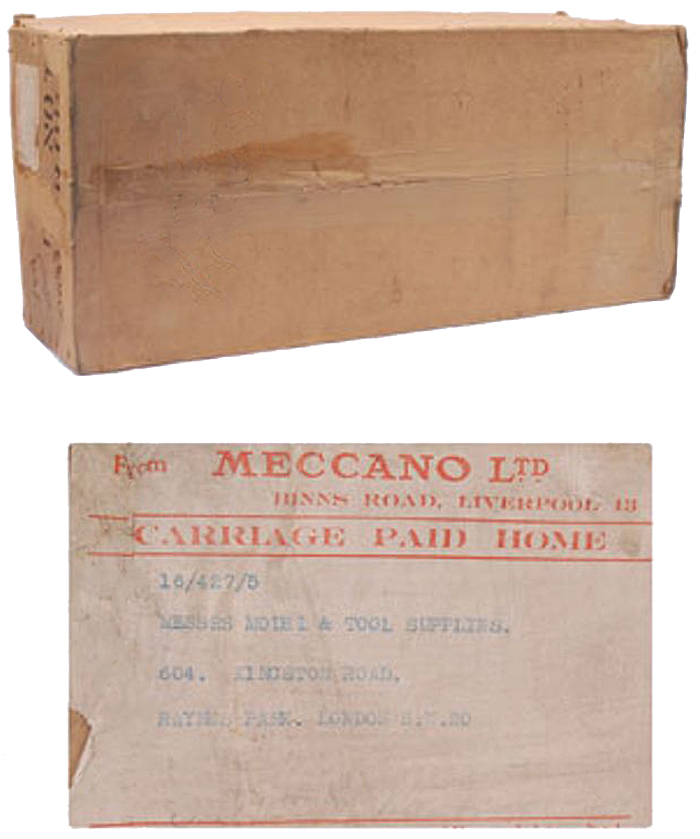 From MECCANO LTD
BINNS ROAD, LIVERPOOL 13
CARRIAGE PAID HOME
16/427/5
MESSRS MODEL & TOOL SUPPLIES.
604. KINGSTON ROAD.
RAYNES PARK. LONDON S.W.20